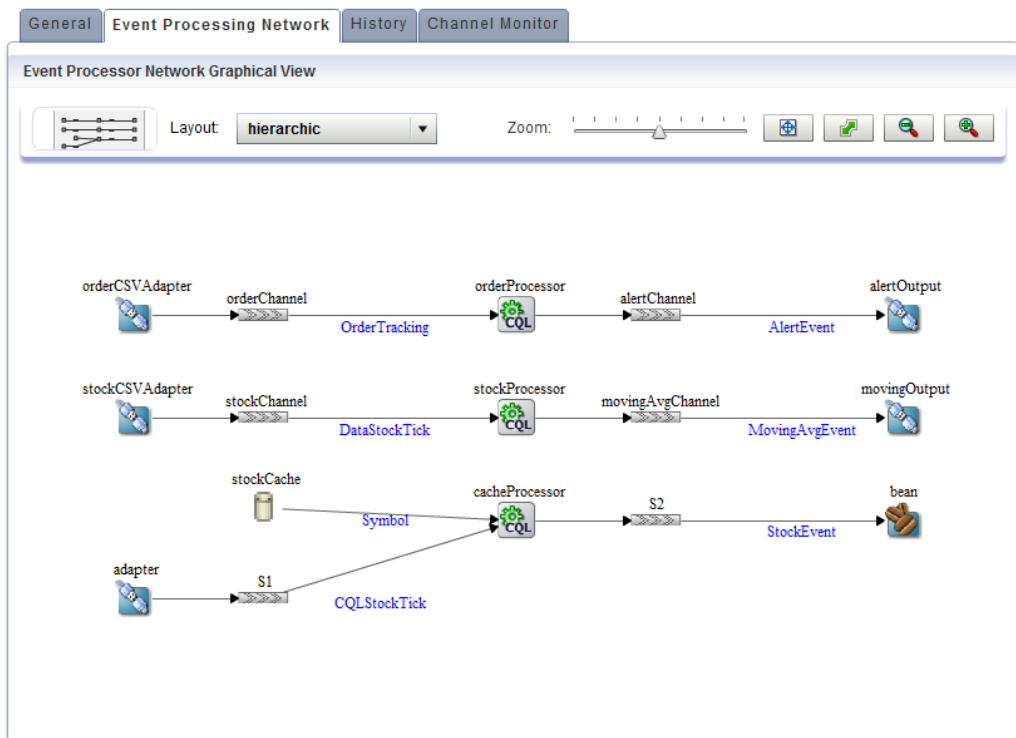 General Event Processing Network History Channel Monitor
Event Processor Network Graphical View
Layout: hierarchic Zoom:
orderCSVAdapter orderChannel orderProcessor alertChannel alertOutput
CQL
OrderTracking AlertEvent
stockCSVAdapter stockChannel stockProcessor movingAvgChannel movingOutput
CQL
DataStockTick MovingAvgEvent
stockCache cacheProcessor S2 bean
Symbol CQL StockEvent
adapter S1
CQLStockTick